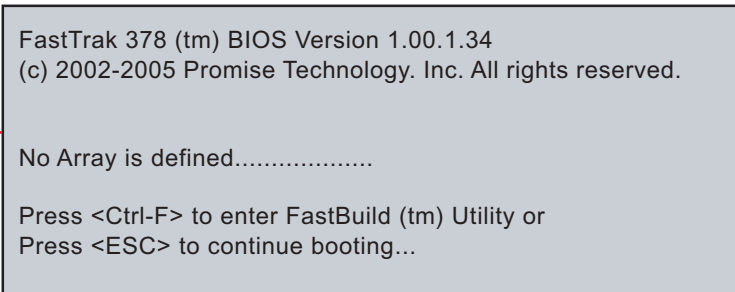 FastTrak 378 (tm) BIOS Version 1.00.1.34
(c) 2002-2005 Promise Technology. Inc. All rights reserved.
No Array is defined...................
Press <Ctrl-F> to enter FastBuild (tm) Utility or
Press <ESC> to continue booting...